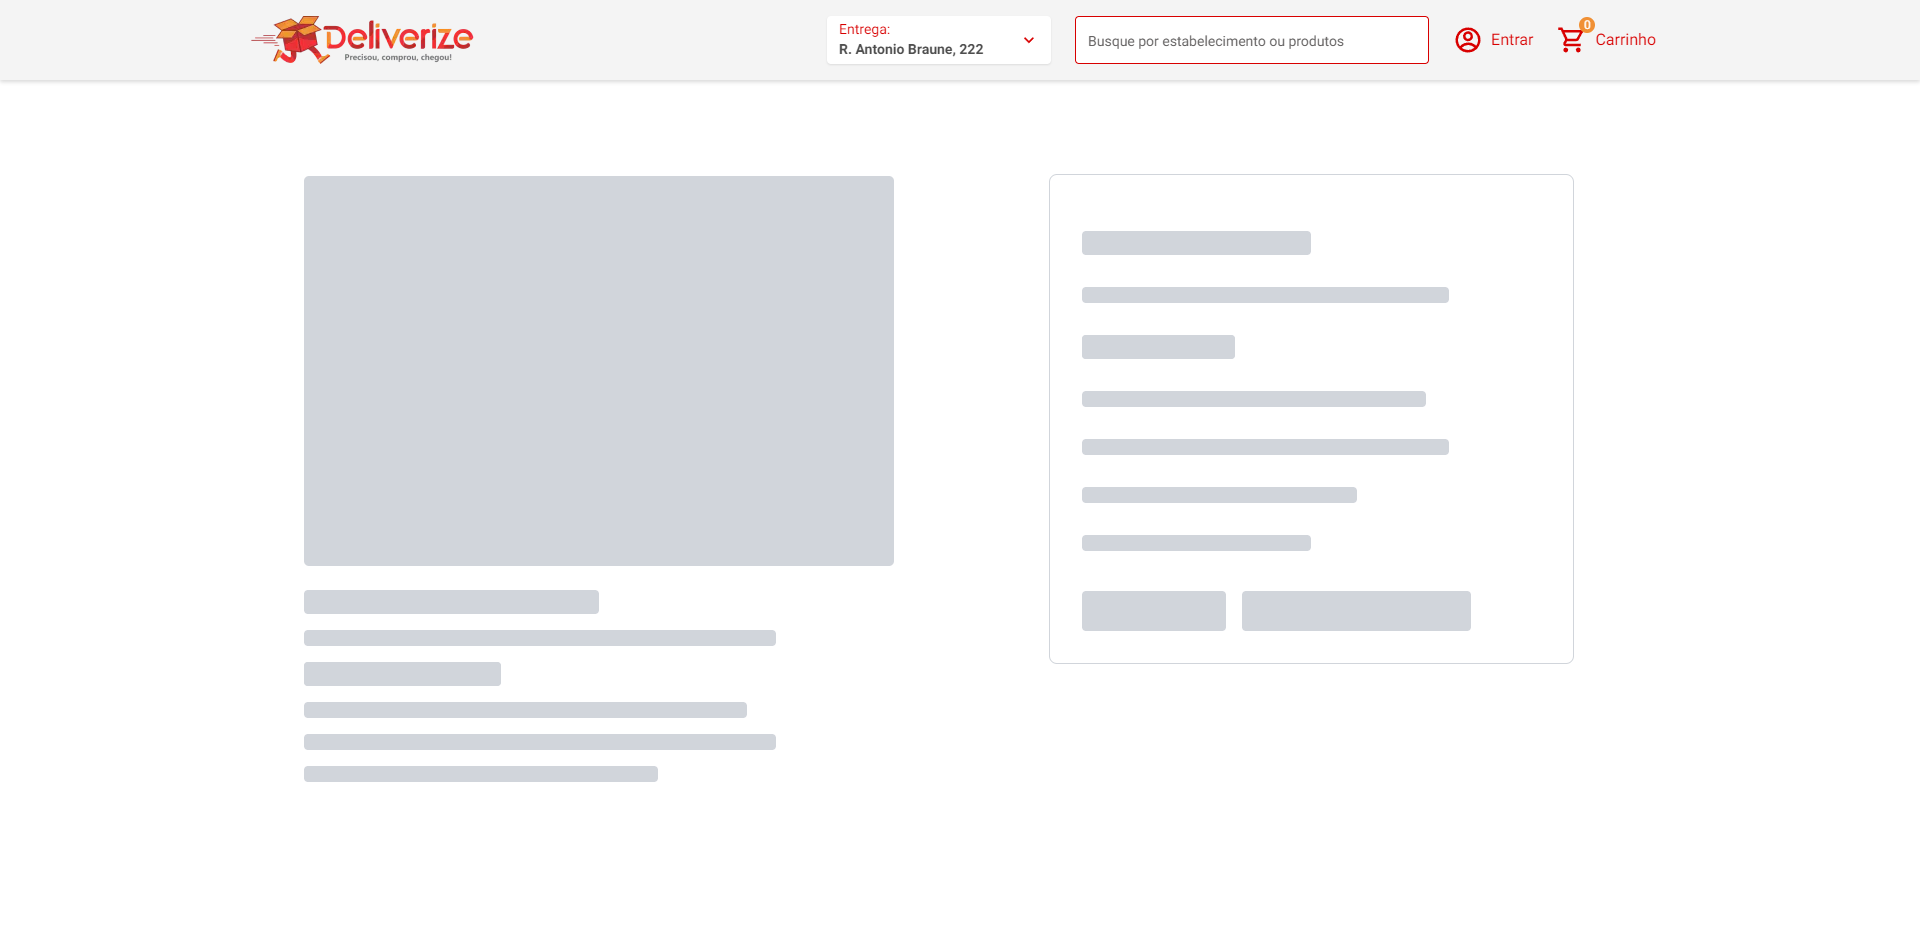 Deliverize
Precisou, comprou, chegou!
Entrega:
R. Antonio Braune, 222
Busque por estabelecimento ou produtos
Entrar
0
Carrinho